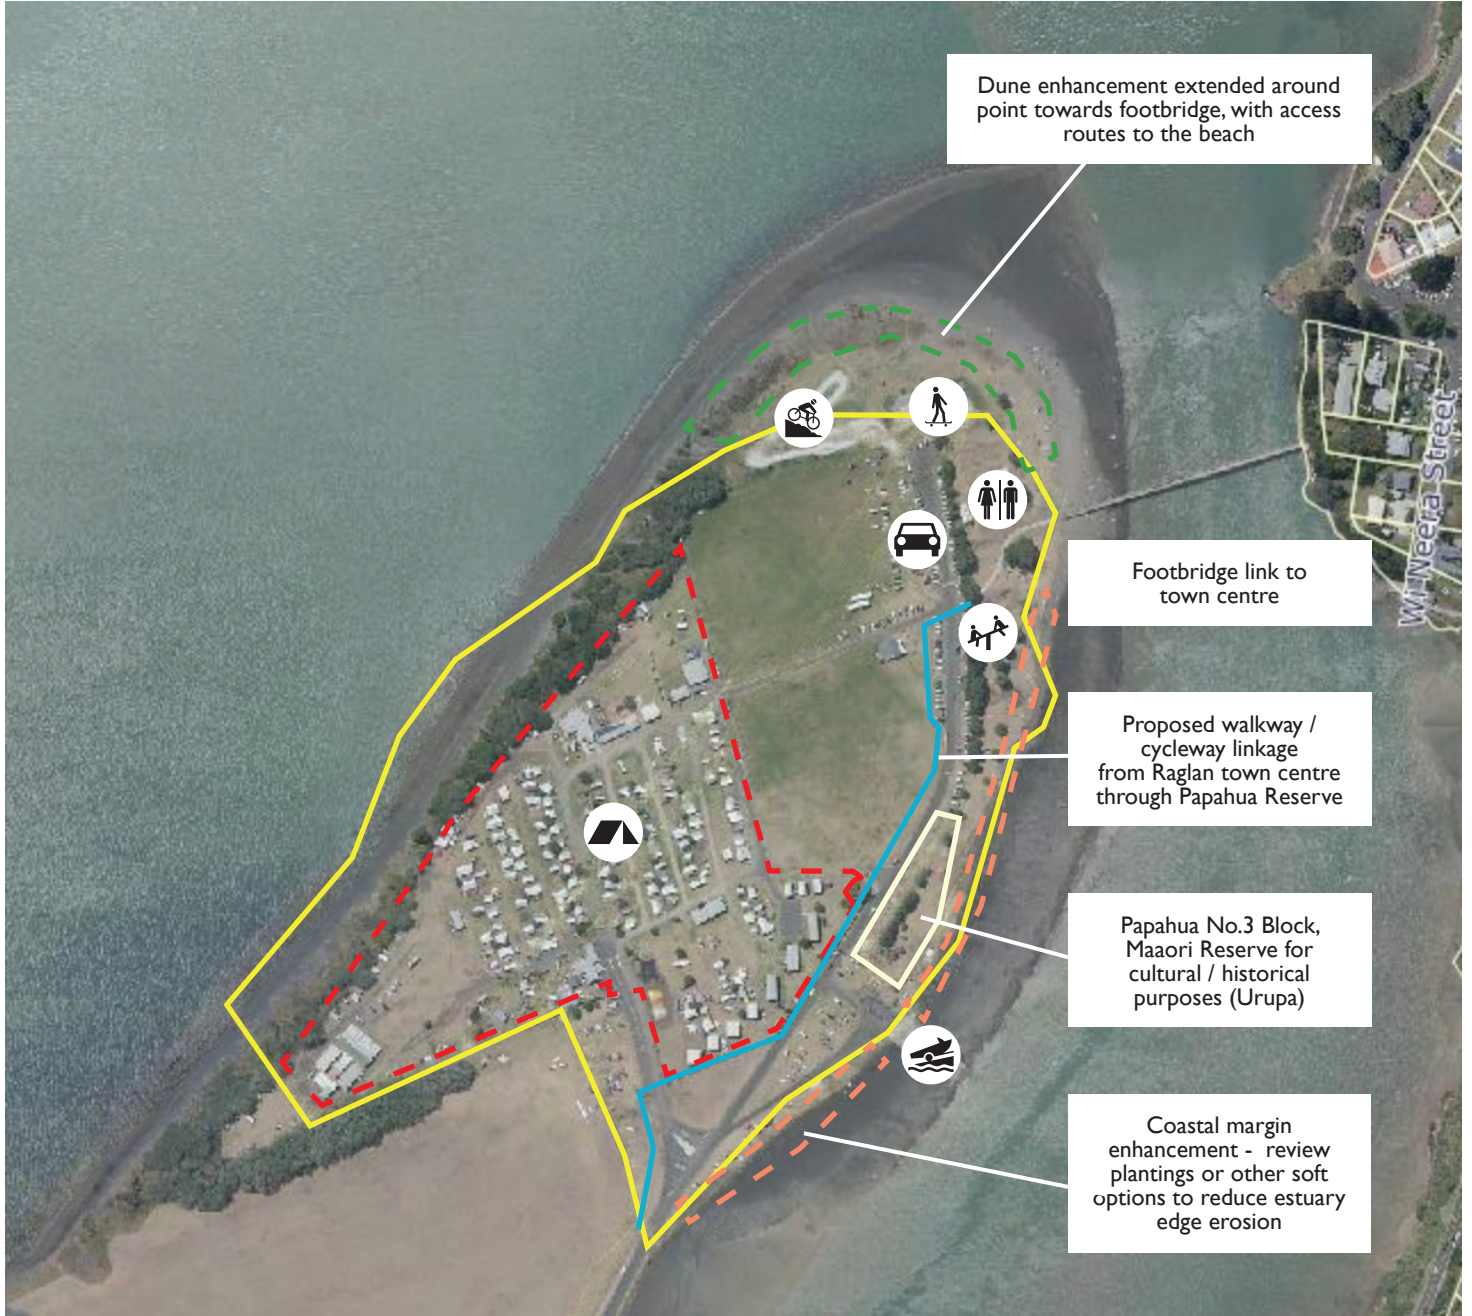 Dune enhancement extended around
point towards footbridge, with access
routes to the beach
Wi Neera Street
Footbridge link to
town centre
Proposed walkway /
cycleway linkage
from Raglan town centre
through Papahua Reserve
Papahua No.3 Block,
Maaori Reserve for
cultural / historical
purposes (Urupa)
Coastal margin
enhancement - review
plantings or other soft
options to reduce estuary
edge erosion